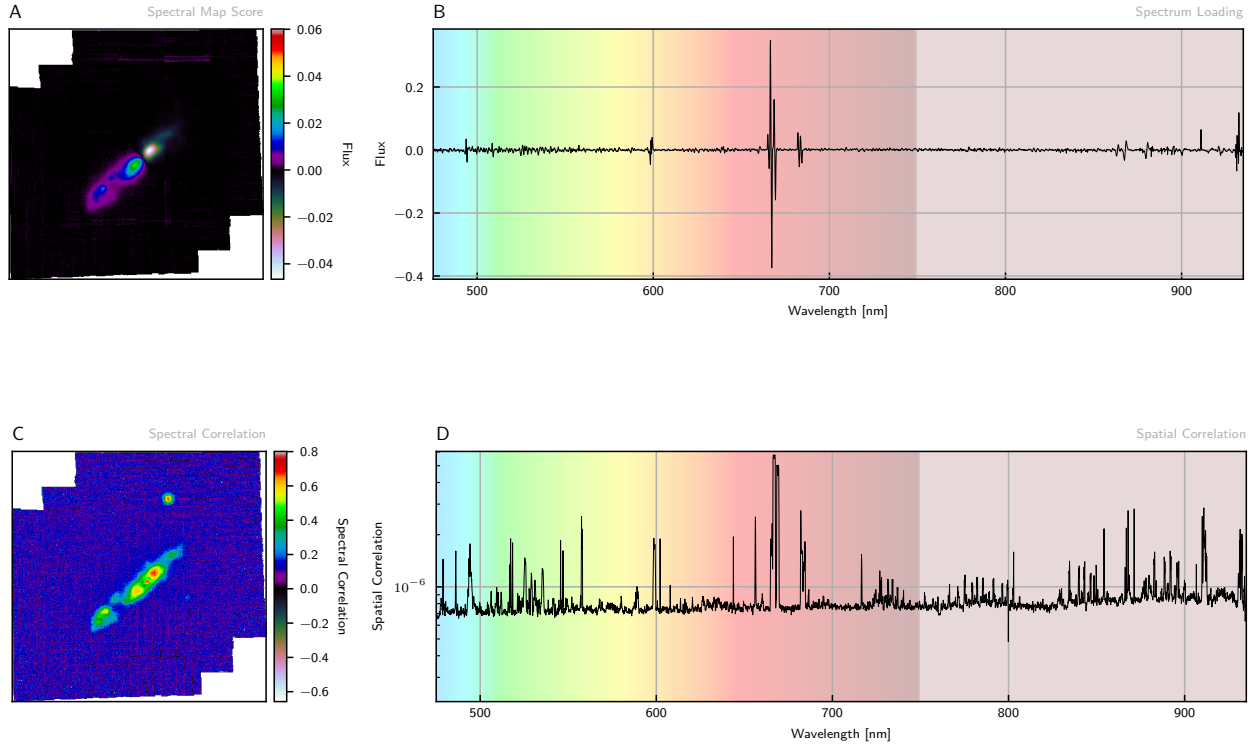 A
Spectral Map Score
B
Spectrum Loading
0.06
0.04
0.02
0.00
−0.02
−0.04
Flux
Flux
0.2
0.0
−0.2
−0.4
500
600
700
800
900
Wavelength [nm]
C
Spectral Correlation
D
Spatial Correlation
0.8
0.6
0.4
0.2
0.0
−0.2
−0.4
−0.6
Spectral Correlation
Spatial Correlation
10−6
500
600
700
800
900
Wavelength [nm]